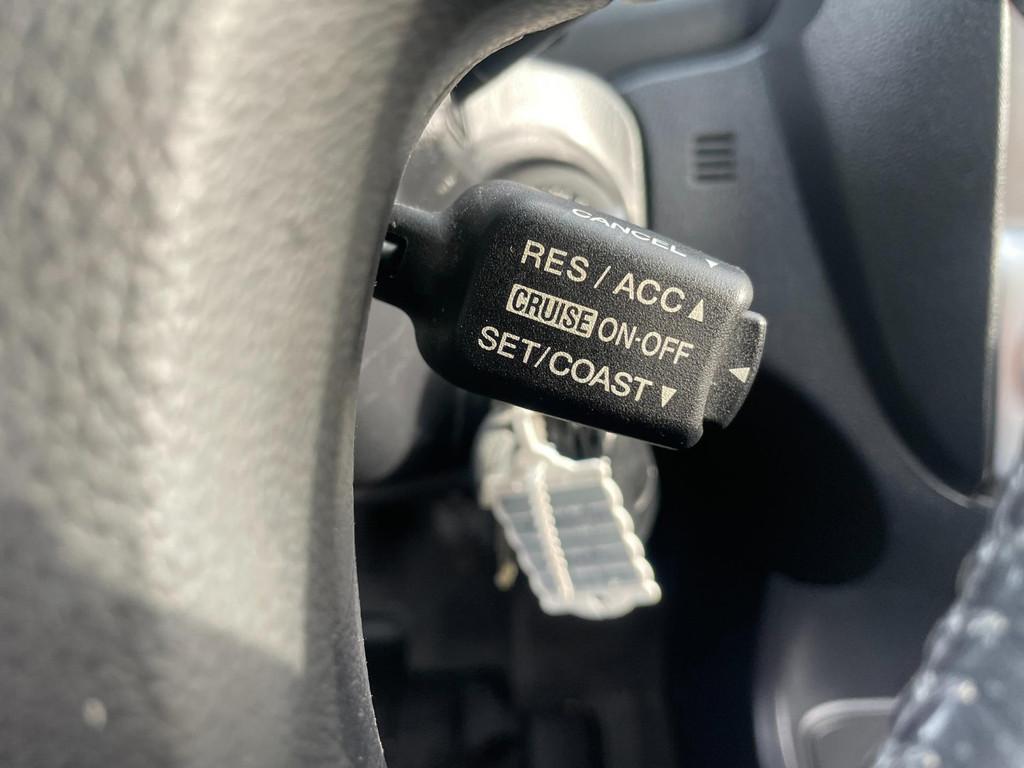 CANCEL ▼
RES / ACC ▲
CRUISE ON·OFF
SET/COAST ▼